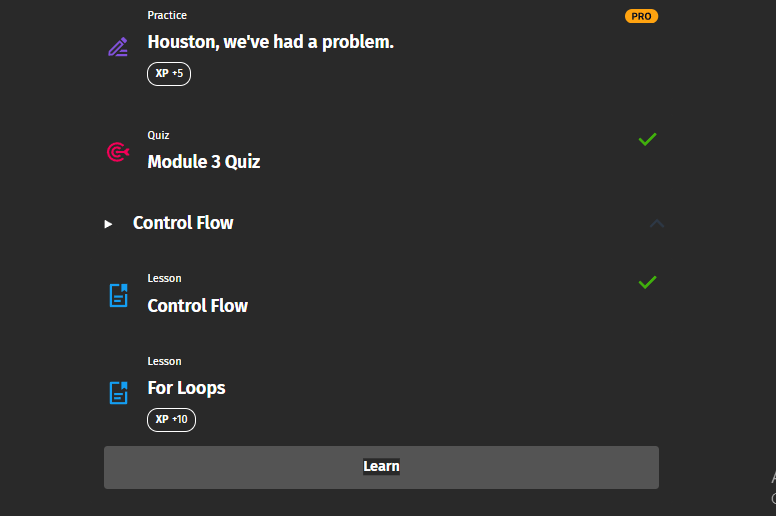 Practice
PRO
Houston, we've had a problem.
XP +5
Quiz
Module 3 Quiz
Control Flow
Lesson
Control Flow
Lesson
For Loops
XP +10
Learn